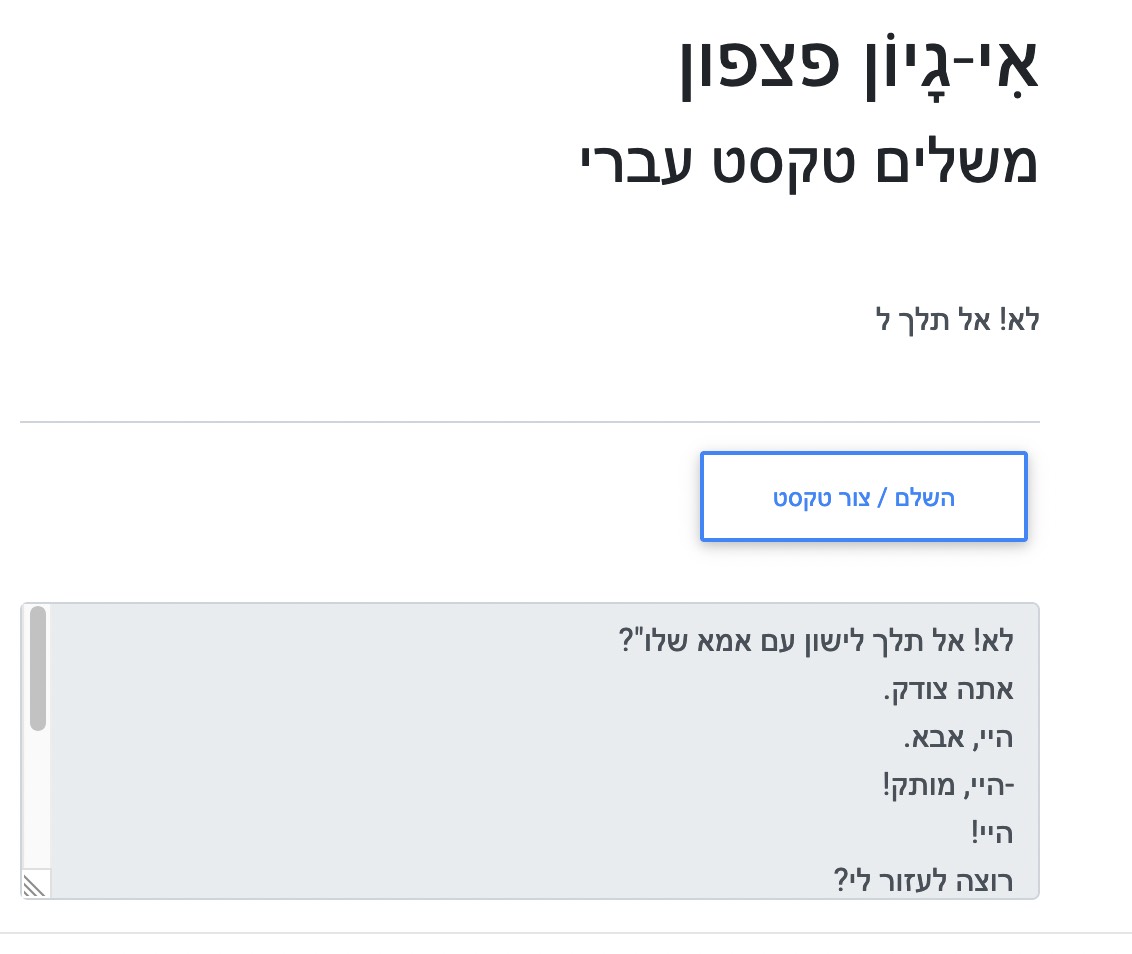 אִי-גָיוֹן פצפון
משלים טקסט עברי
לא! אל תלך ל
השלם / צור טקסט
לא! אל תלך לישון עם אמא שלו"?
אתה צודק.
היי, אבא.
-היי, מותק!
היי!
רוצה לעזור לי?